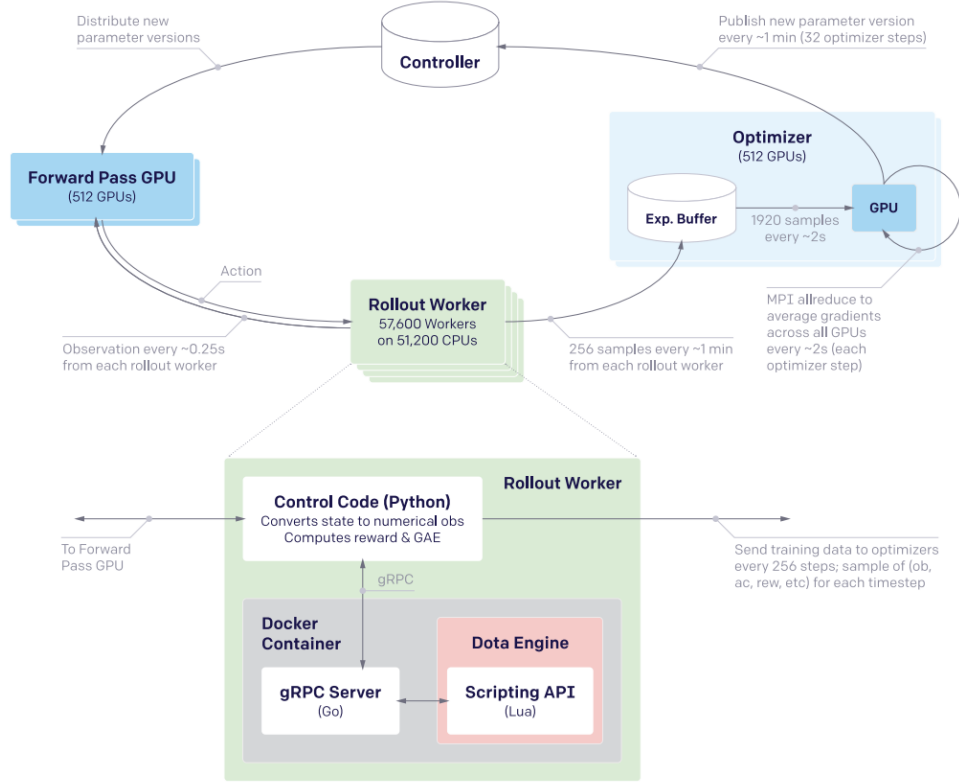 Distribute new
parameter versions
Controller
Publish new parameter version
every ~1 min (32 optimizer steps)
Forward Pass GPU
(512 GPUs)
Optimizer
(512 GPUs)
Exp. Buffer
1920 samples
every ~2s
GPU
Action
Observation every ~0.25s
from each rollout worker
Rollout Worker
57,600 Workers
on 51,200 CPUs
256 samples every ~1 min
from each rollout worker
MPI allreduce to
average gradients
across all GPUs
every ~2s (each
optimizer step)
Rollout Worker
Control Code (Python)
Converts state to numerical obs
Computes reward & GAE
To Forward
Pass GPU
Send training data to optimizers
every 256 steps; sample of (ob,
ac, rew, etc) for each timestep
gRPC
Docker
Container
Dota Engine
gRPC Server
(Go)
Scripting API
(Lua)